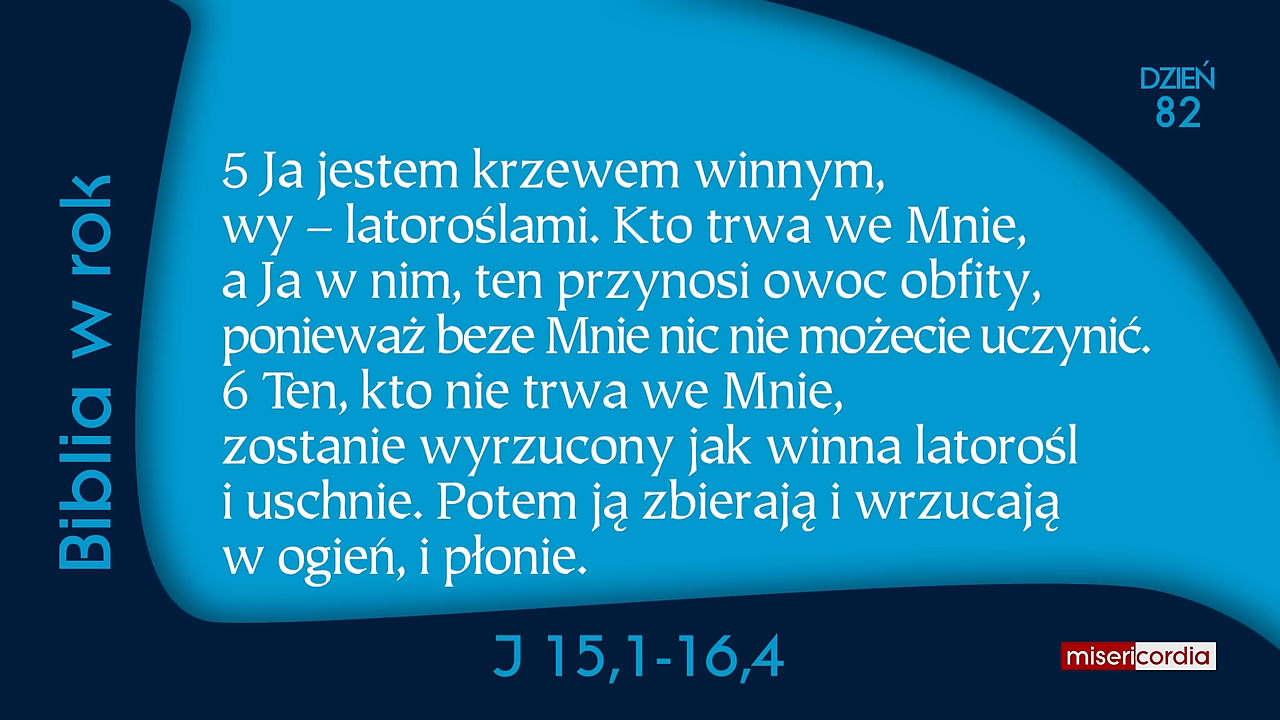 DZIEŃ
82
Biblia w rok
5 Ja jestem krzewem winnym,
wy – latoroślami. Kto trwa we Mnie,
a Ja w nim, ten przynosi owoc obfity,
ponieważ beze Mnie nic nie możecie uczynić.
6 Ten, kto nie trwa we Mnie,
zostanie wyrzucony jak winna latorośl
i uschnie. Potem ją zbierają i wrzucają
w ogień, i płonie.
J 15,1-16,4
misericordia